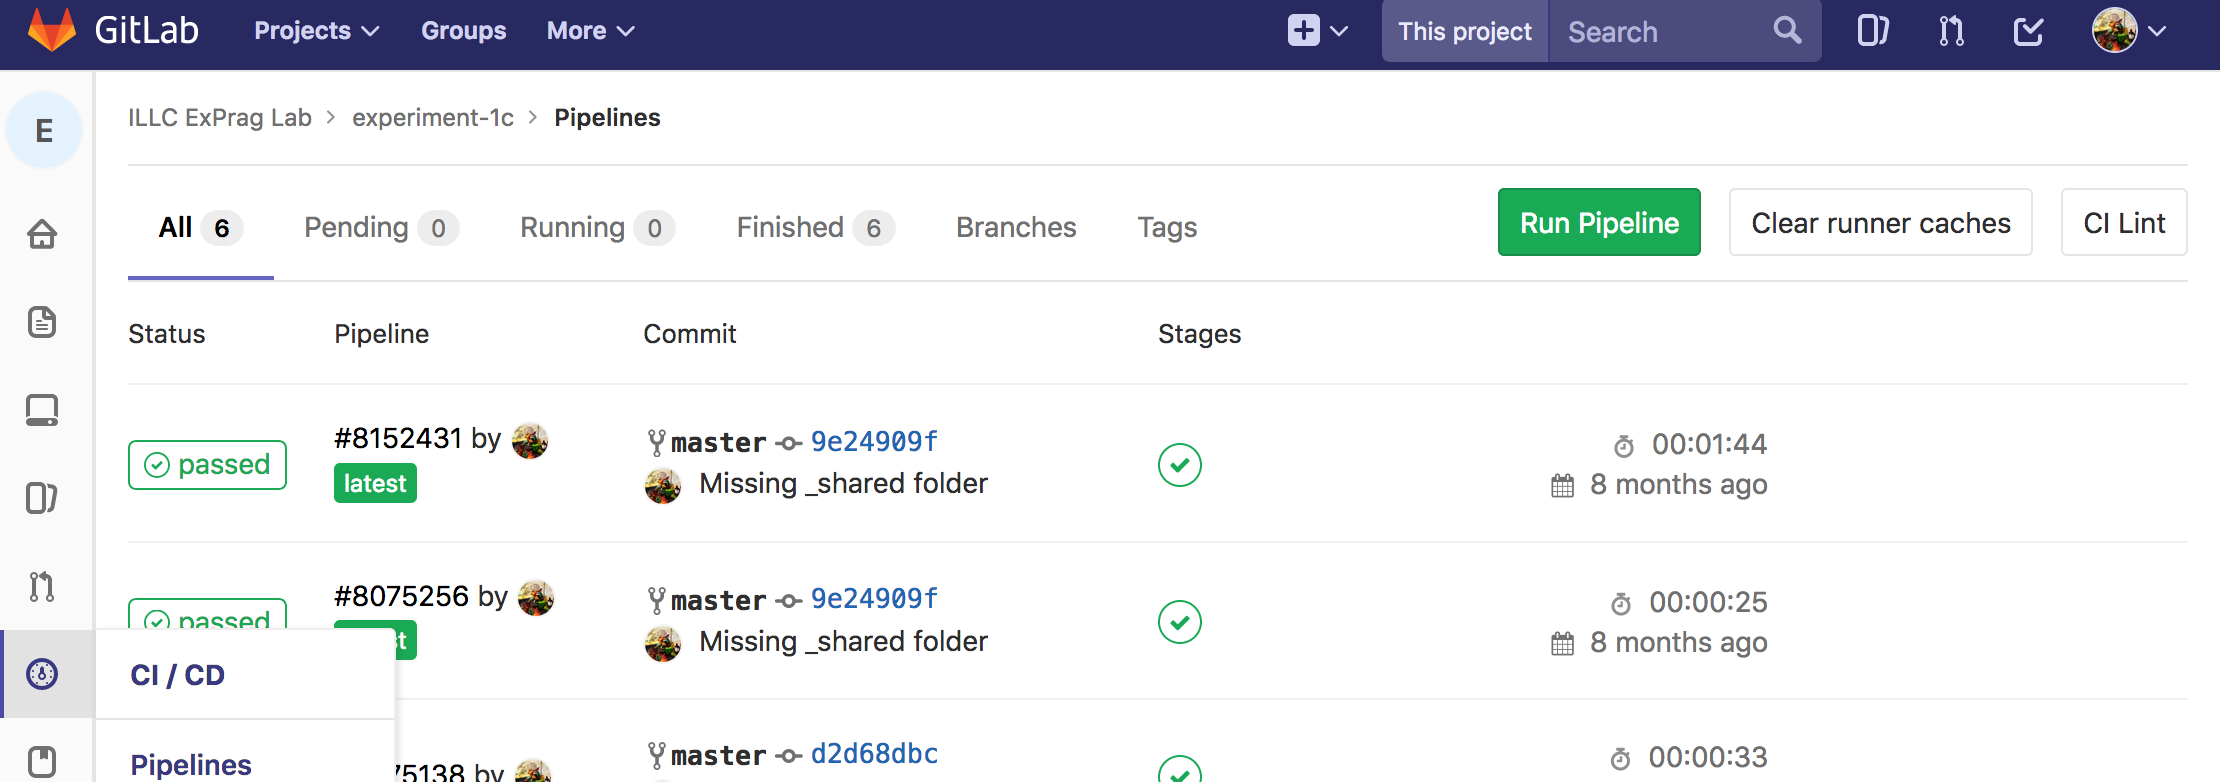 GitLab Projects Groups More This project Search
E
ILLC ExPrag Lab > experiment-1c > Pipelines
All 6 Pending 0 Running 0 Finished 6 Branches Tags Run Pipeline Clear runner caches CI Lint
Status Pipeline Commit Stages
passed #8152431 by master 9e24909f 00:01:44
latest Missing _shared folder 8 months ago
passed #8075256 by master 9e24909f 00:00:25
Missing _shared folder 8 months ago
CI / CD
master d2d68dbc 00:00:33
Pipelines 75138 by